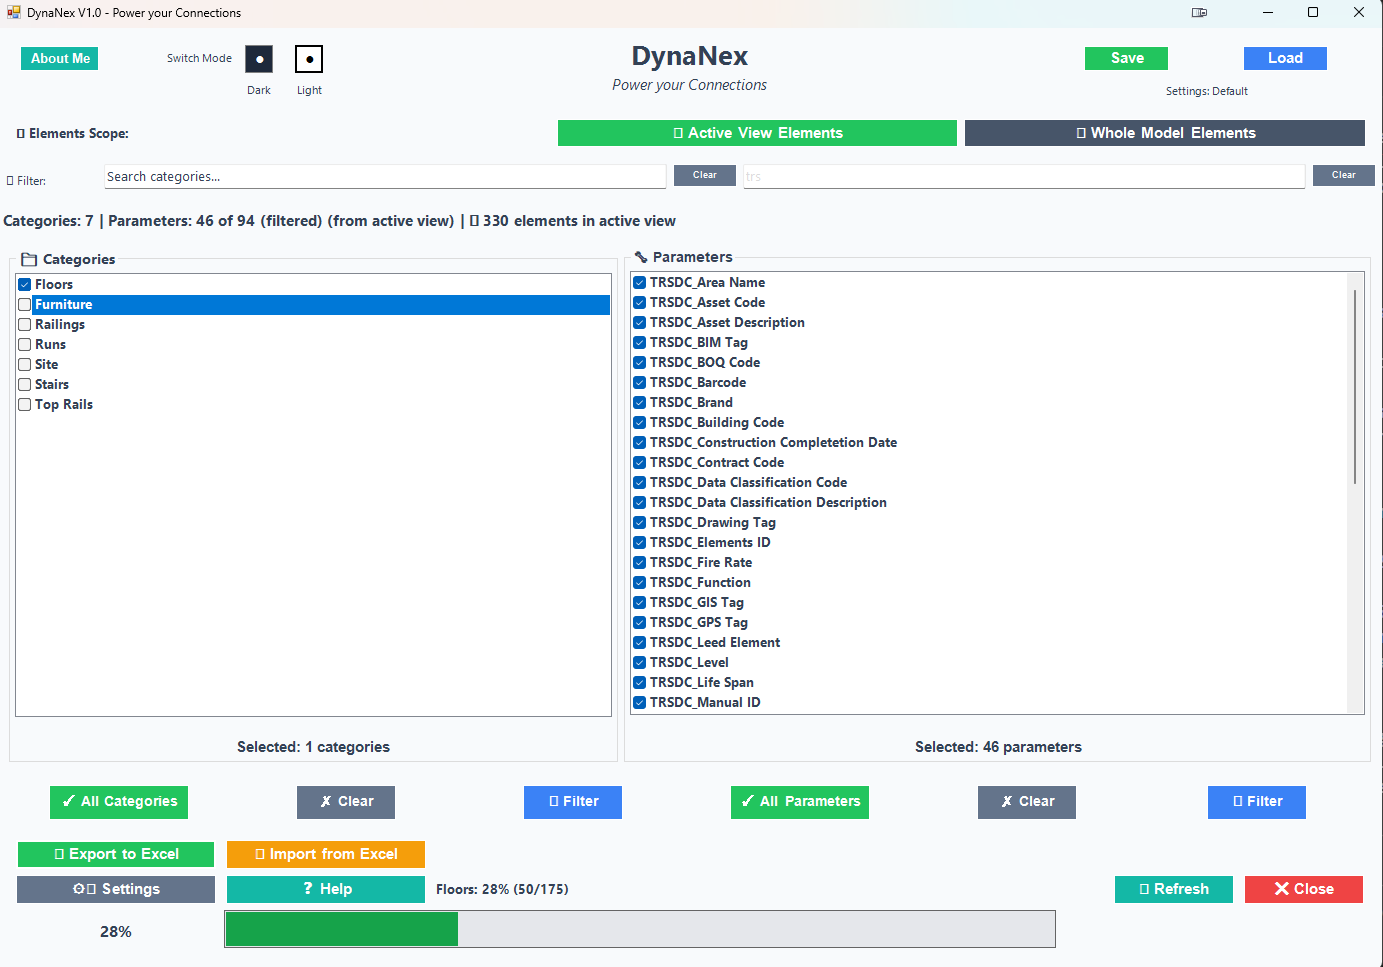 DynaNex V1.0 - Power your Connections
About Me
Switch Mode
Dark
Light
DynaNex
Power your Connections
Save
Load
Settings: Default
Elements Scope:
Active View Elements
Whole Model Elements
Filter:
Search categories...
Clear
trs
Clear
Categories: 7 | Parameters: 46 of 94 (filtered) (from active view) | 330 elements in active view
Categories
Floors
Furniture
Railings
Runs
Site
Stairs
Top Rails
Selected: 1 categories
Parameters
TRSDC_Area Name
TRSDC_Asset Code
TRSDC_Asset Description
TRSDC_BIM Tag
TRSDC_BOQ Code
TRSDC_Barcode
TRSDC_Brand
TRSDC_Building Code
TRSDC_Construction Completetion Date
TRSDC_Contract Code
TRSDC_Data Classification Code
TRSDC_Data Classification Description
TRSDC_Drawing Tag
TRSDC_Elements ID
TRSDC_Fire Rate
TRSDC_Function
TRSDC_GIS Tag
TRSDC_GPS Tag
TRSDC_Leed Element
TRSDC_Level
TRSDC_Life Span
TRSDC_Manual ID
Selected: 46 parameters
✓ All Categories
✗ Clear
Filter
✓ All Parameters
✗ Clear
Filter
Export to Excel
Import from Excel
Settings
? Help
Floors: 28% (50/175)
Refresh
Close
28%